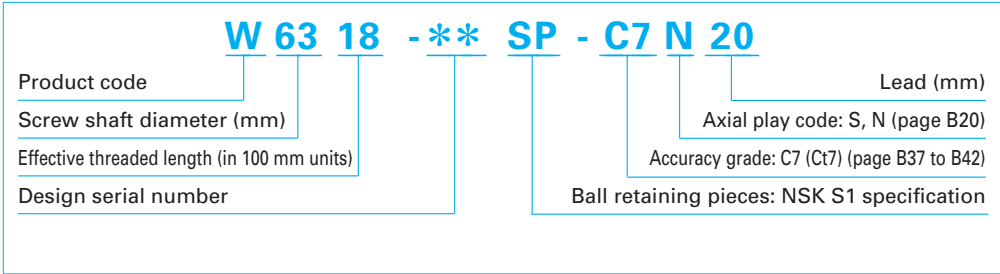 W 63 18 -** SP - C7 N 20
Product code
Lead (mm)
Screw shaft diameter (mm)
Axial play code: S, N (page B20)
Effective threaded length (in 100 mm units)
Accuracy grade: C7 (Ct7) (page B37 to B42)
Design serial number
Ball retaining pieces: NSK S1 specification